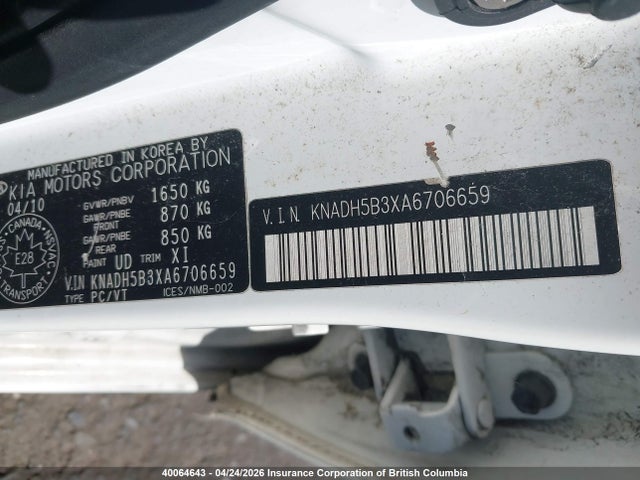 MANUFACTURED IN KOREA BY
KIA MOTORS CORPORATION
04/10
GVWR/PNBV 1650 KG
GAWR/PNBE 870 KG
FRONT
GAWR/PNBE 850 KG
REAR
PAINT UD TRIM XI
V.I.N KNADH5B3XA6706659
TYPE PC/VT ICES/NMB-002
CANADA
NSVAC
E28
TRANSPORT
V.I.N. KNADH5B3XA6706659
40064643 - 04/24/2026 Insurance Corporation of British Columbia